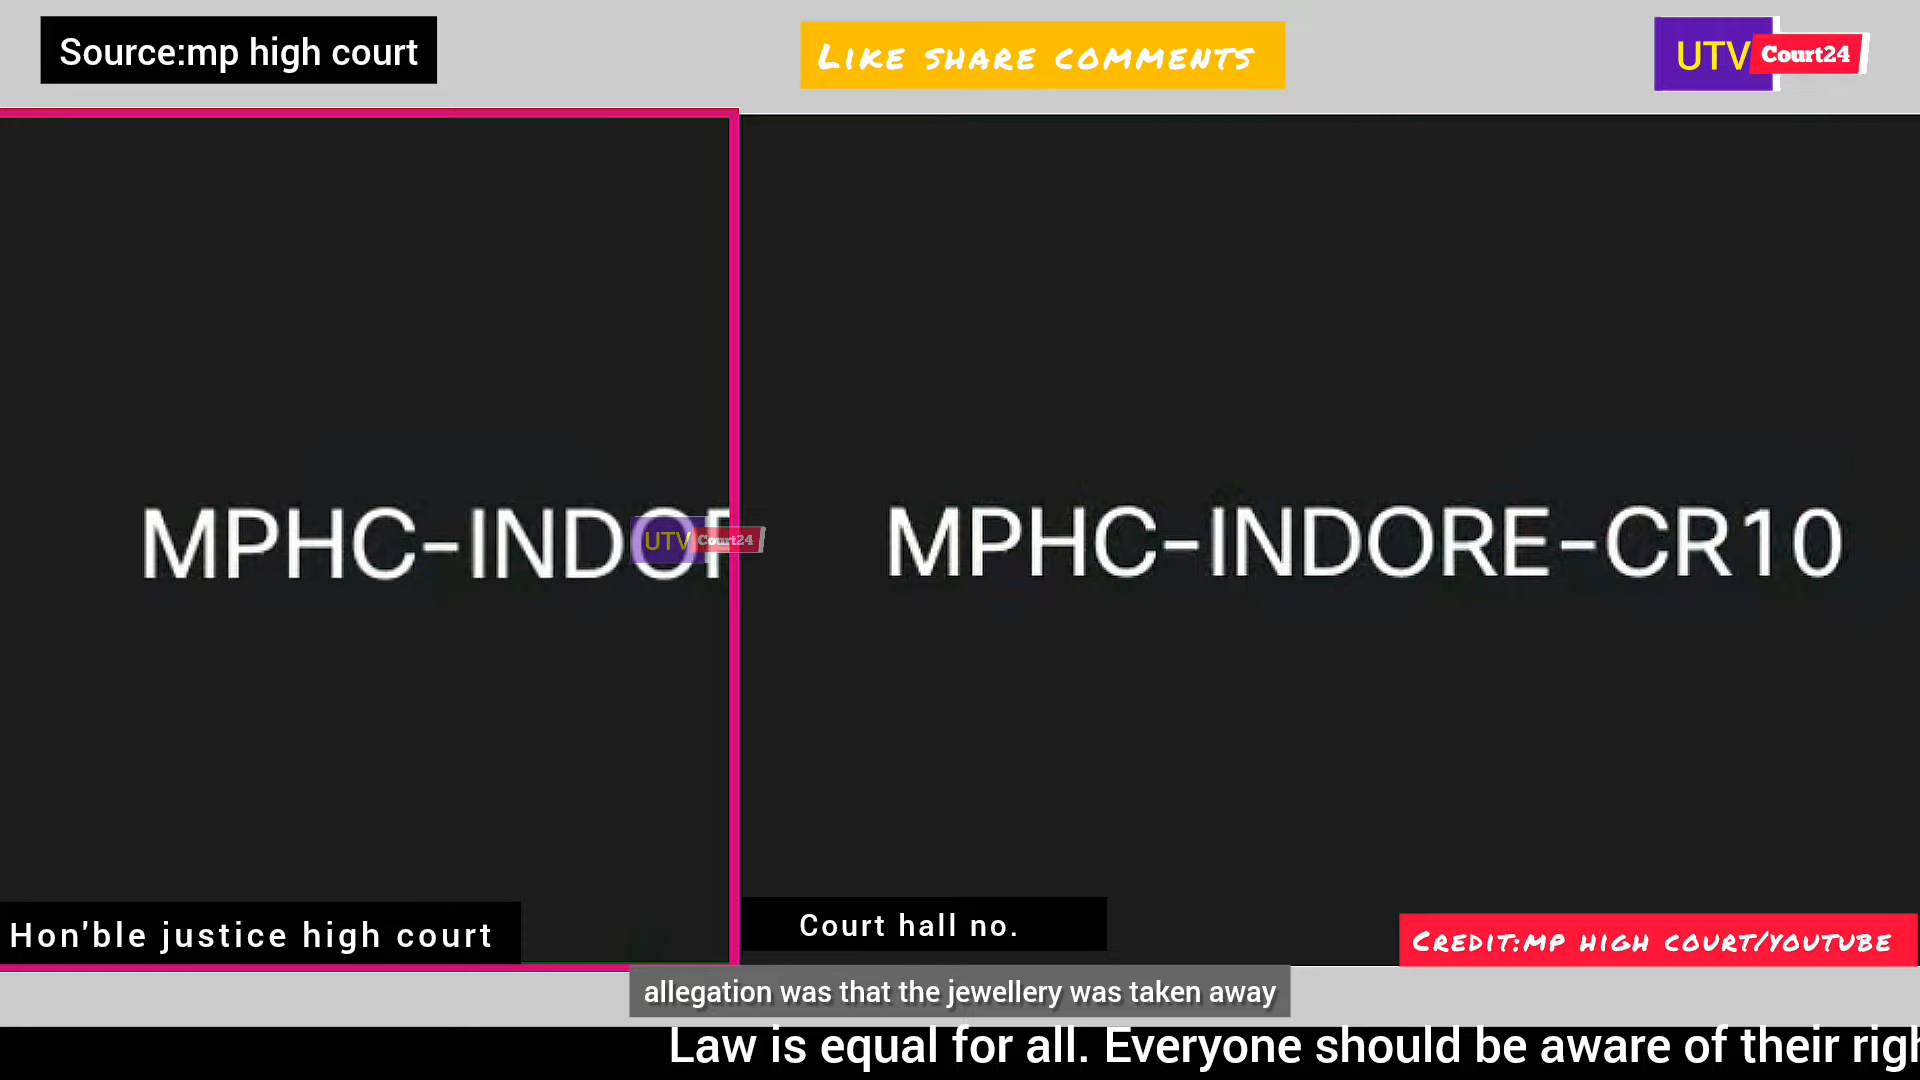 Source:mp high court
LIKE SHARE COMMENTS
UTV Court24
MPHC-INDOR
UTV Court24
MPHC-INDORE-CR10
Hon'ble justice high court
Court hall no.
CREDIT:MP HIGH COURT/YOUTUBE
allegation was that the jewellery was taken away
Law is equal for all. Everyone should be aware of their righ